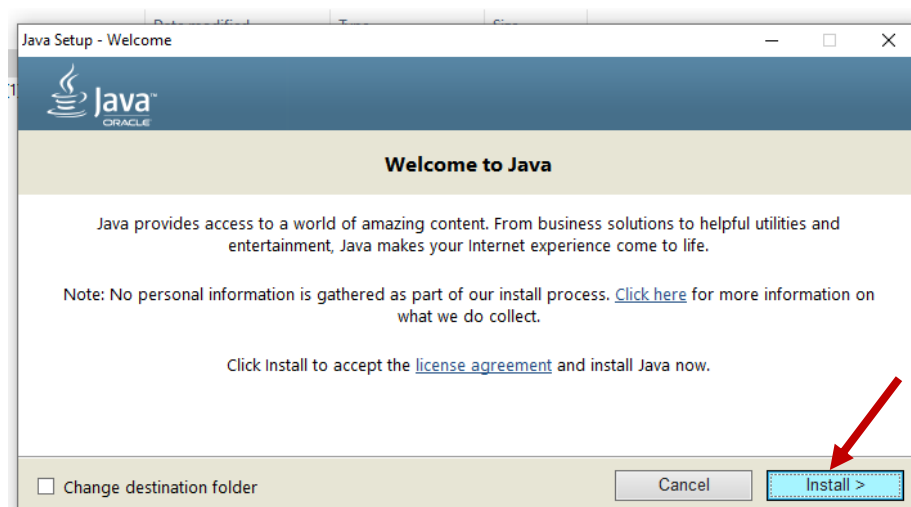 Java Setup - Welcome
Java™
ORACLE
Welcome to Java
Java provides access to a world of amazing content. From business solutions to helpful utilities and
entertainment, Java makes your Internet experience come to life.
Note: No personal information is gathered as part of our install process. Click here for more information on
what we do collect.
Click Install to accept the license agreement and install Java now.
Change destination folder
Cancel
Install >